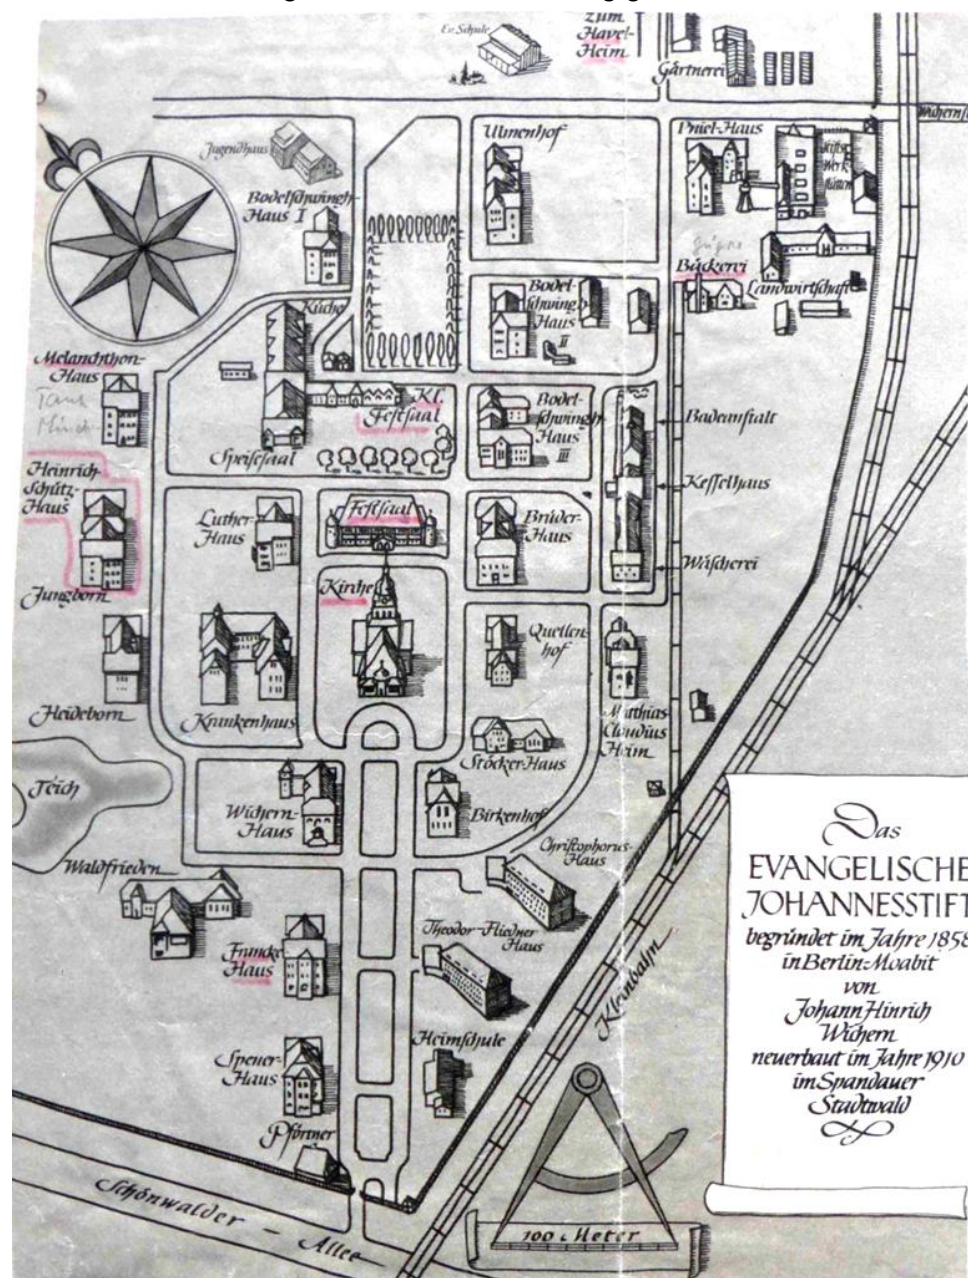 Ev. Schule
zum
Havel-
Heim
Gärtnerei
Jugendhaus
Ulmenhof
Pniel-Haus
Stifts-
Werk-
stätten
Bodelschwingh-
Haus I
Bäckerei
Landwirtschaft
Küche
Bodel-
schwingh-
Haus
II
Melanchthon-
Haus
Kl.
Festsaal
Bodel-
schwingh-
Haus
III
Badeanstalt
Speisesaal
Heinrich-
Schütz-
Haus
Kesselhaus
Luther-
Haus
Festsaal
Brüder-
Haus
Wäscherei
Jungborn
Kirche
Quellen-
hof
Heideborn
Krankenhaus
Matthias
Claudius
Heim
Stöcker-Haus
Teich
Wichern-
Haus
Birkenhof
Christophorus-
Haus
Waldfrieden
Theodor-Fliedner
Haus
Francke
Haus
Kleinbahn
Heimschule
Spener-
Haus
Pförtner
Schönwalder - Allee
100 Meter
Das
EVANGELISCHE
JOHANNESSTIFT
begründet im Jahre 1858
in Berlin-Moabit
von
Johann Hinrich
Wichern
neuerbaut im Jahre 1910
im Spandauer
Stadtwald